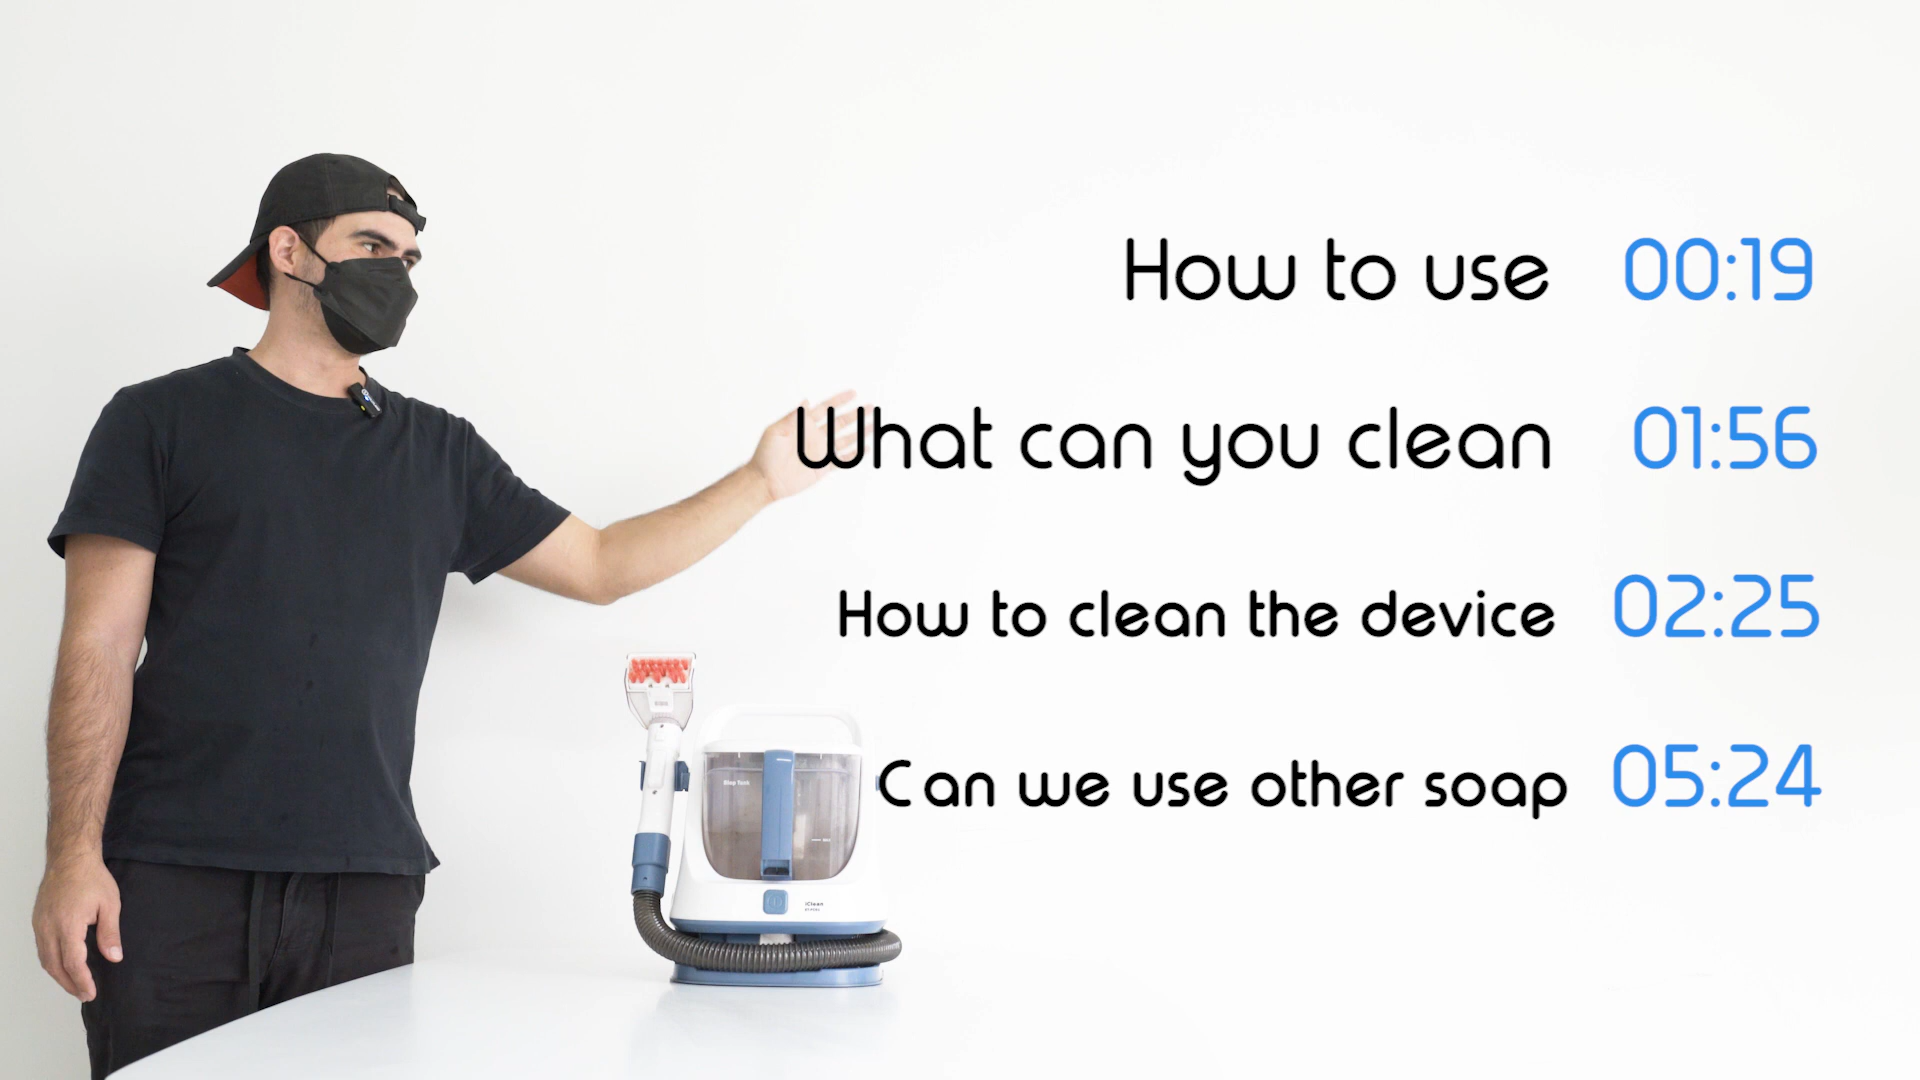 How to use 00:19
What can you clean 01:56
How to clean the device 02:25
Can we use other soap 05:24
iClean